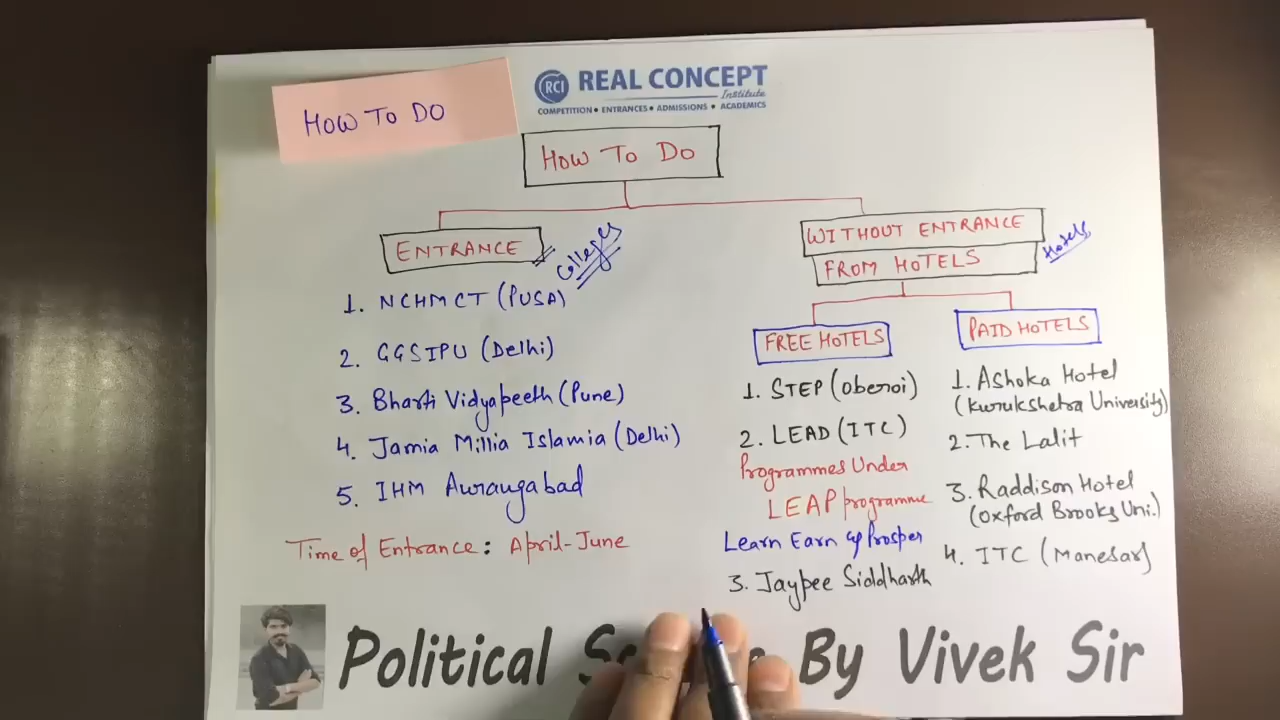 HOW TO DO
RCI
REAL CONCEPT
Institute
COMPETITION • ENTRANCES • ADMISSIONS • ACADEMICS
HOW TO DO
ENTRANCE
Colleges
1. NCHMCT (PUSA)
2. GGSIPU (Delhi)
3. Bharti Vidyapeeth (Pune)
4. Jamia Millia Islamia (Delhi)
5. IHM Aurangabad
Time of Entrance: April-June
WITHOUT ENTRANCE
FROM HOTELS
Hotels
FREE HOTELS
1. STEP (Oberoi)
2. LEAD (ITC)
Programmes Under
LEAP programme
Learn Earn & Prosper
3. Jaypee Siddharth
PAID HOTELS
1. Ashoka Hotel
(Kurukshetra University)
2. The Lalit
3. Raddison Hotel
(Oxford Brooks Uni.)
4. ITC (Manesar)
Political By Vivek Sir